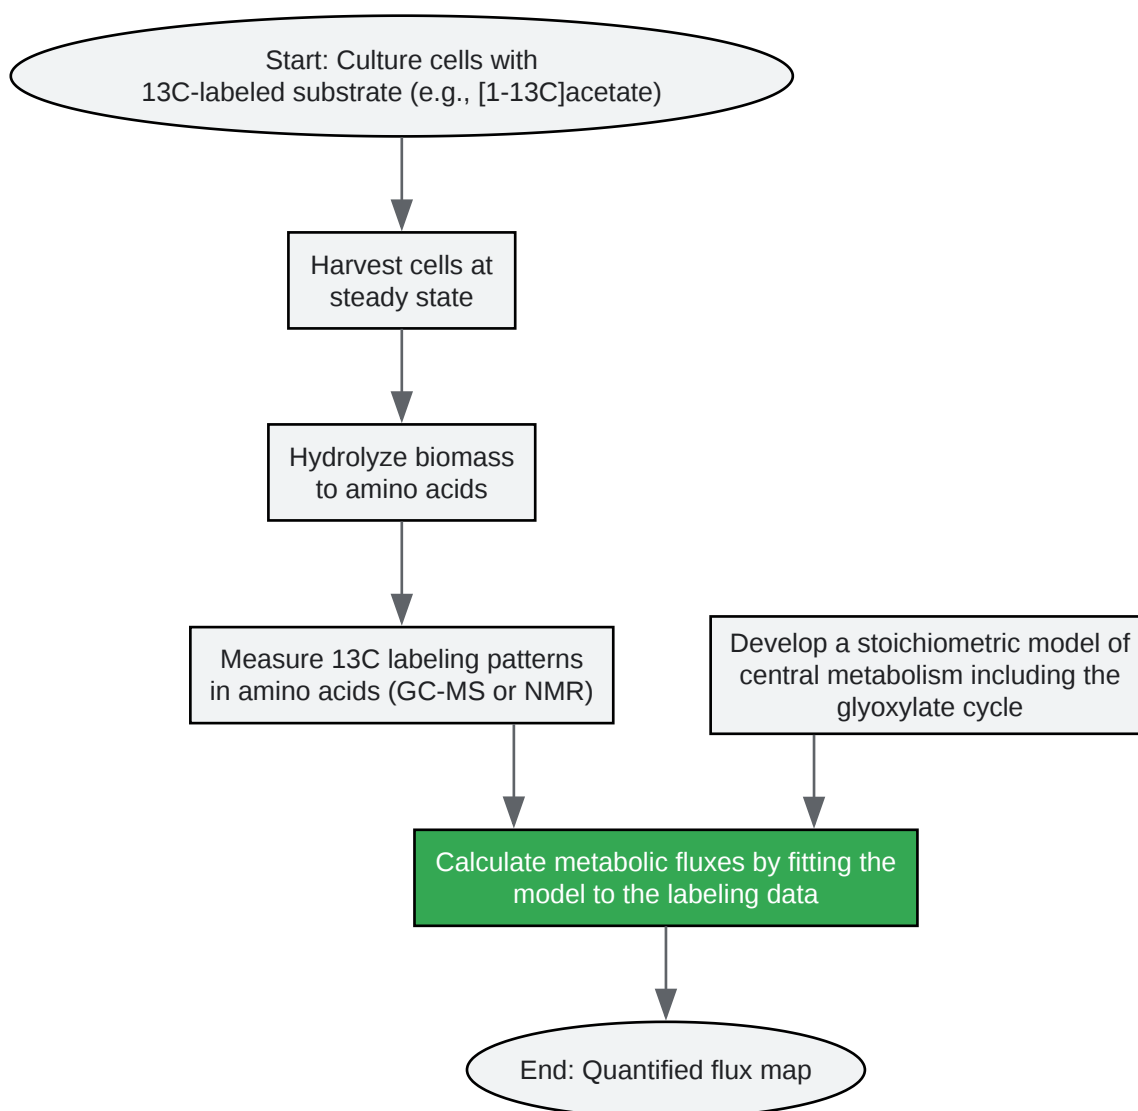 Start: Culture cells with
13C-labeled substrate (e.g., [1-13C]acetate)
Harvest cells at
steady state
Hydrolyze biomass
to amino acids
Measure 13C labeling patterns
in amino acids (GC-MS or NMR)
Develop a stoichiometric model of
central metabolism including the
glyoxylate cycle
Calculate metabolic fluxes by fitting the
model to the labeling data
End: Quantified flux map